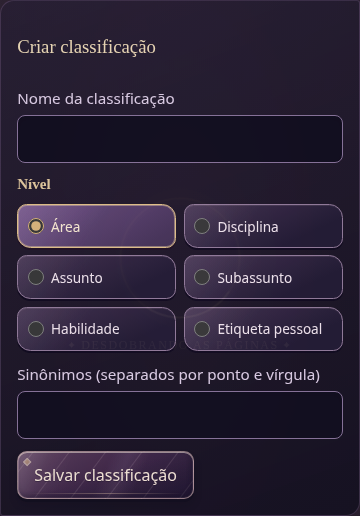 Criar classificação
Nome da classificação
Nível
Área
Disciplina
Assunto
Subassunto
Habilidade
Etiqueta pessoal
Sinônimos (separados por ponto e vírgula)
Salvar classificação